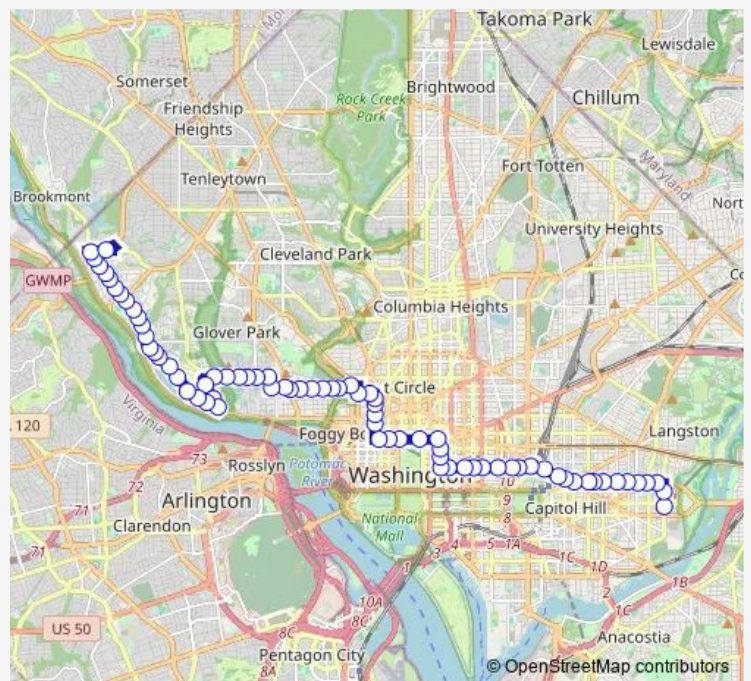 Takoma Park
Lewisdale
Somerset
Brightwood
Chillum
Rock Creek
Park
Friendship
Heights
Fort Totten
Maryland
Tenleytown
Brookmont
University Heights
Cleveland Park
GWMP
Columbia Heights
Glover Park
t Circle
120
Virginia
Foggy Bo
Langston
73
Rosslyn
Potomac
River
Washington
72
10
Arlington
9
Capitol Hill
71
Clarendon
National
Mall
8
71
3
4
5
1A
1
1C
1D
1B
2
10A
1C
US 50
8C
8C
Anacostia
Pentagon City
8A
© OpenStreetMap contributors